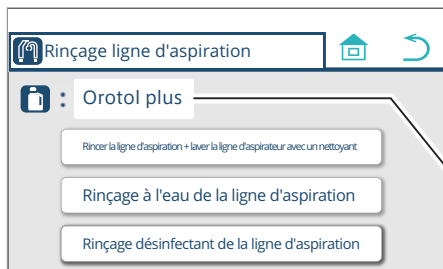 Rinçage ligne d'aspiration
: Orotol plus
Rincer la ligne d'aspiration + laver la ligne d'aspirateur avec un nettoyant
Rinçage à l'eau de la ligne d'aspiration
Rinçage désinfectant de la ligne d'aspiration